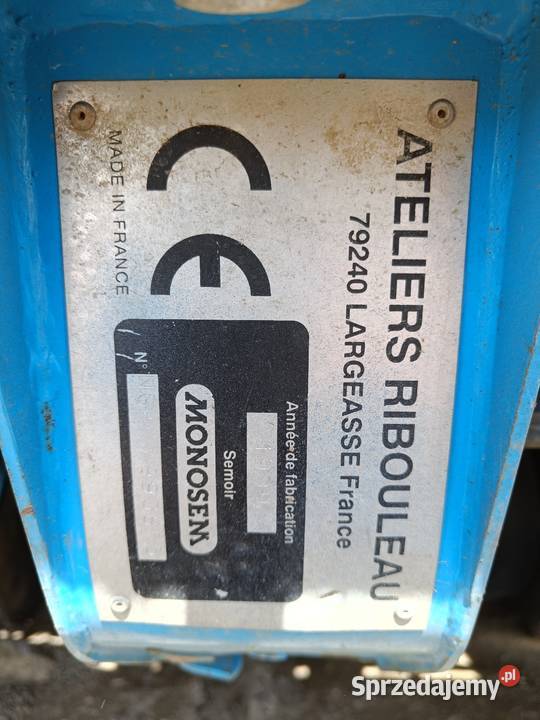 ATELIERS RIBOULEAU
79240 LARGEASSE France
Année de fabrication
Semoir
MONOSEM
N°
CE
MADE IN FRANCE
Sprzedajemy.pl